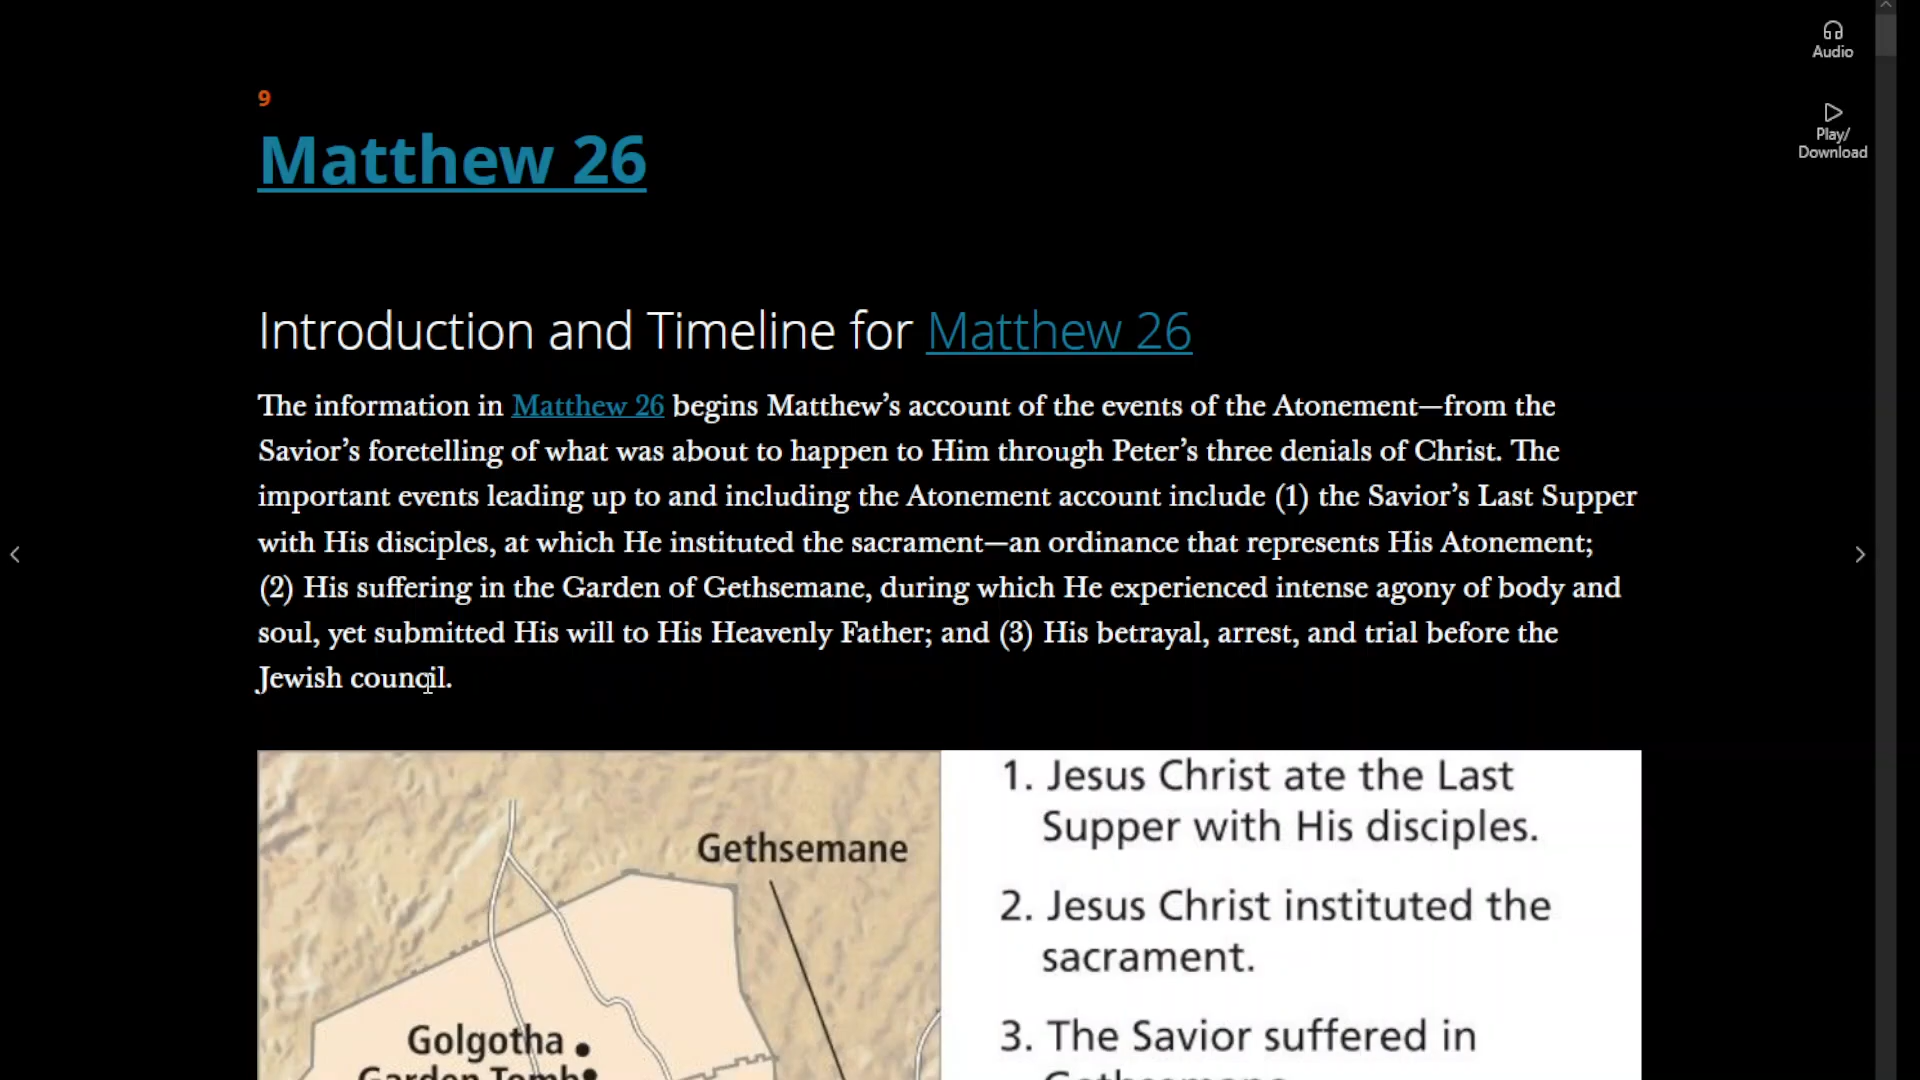 Audio
Play/
Download
9
Matthew 26
Introduction and Timeline for Matthew 26
The information in Matthew 26 begins Matthew’s account of the events of the Atonement—from the
Savior’s foretelling of what was about to happen to Him through Peter’s three denials of Christ. The
important events leading up to and including the Atonement account include (1) the Savior’s Last Supper
with His disciples, at which He instituted the sacrament—an ordinance that represents His Atonement;
(2) His suffering in the Garden of Gethsemane, during which He experienced intense agony of body and
soul, yet submitted His will to His Heavenly Father; and (3) His betrayal, arrest, and trial before the
Jewish council.
Gethsemane
Golgotha
Garden Tomb
1. Jesus Christ ate the Last
Supper with His disciples.
2. Jesus Christ instituted the
sacrament.
3. The Savior suffered in